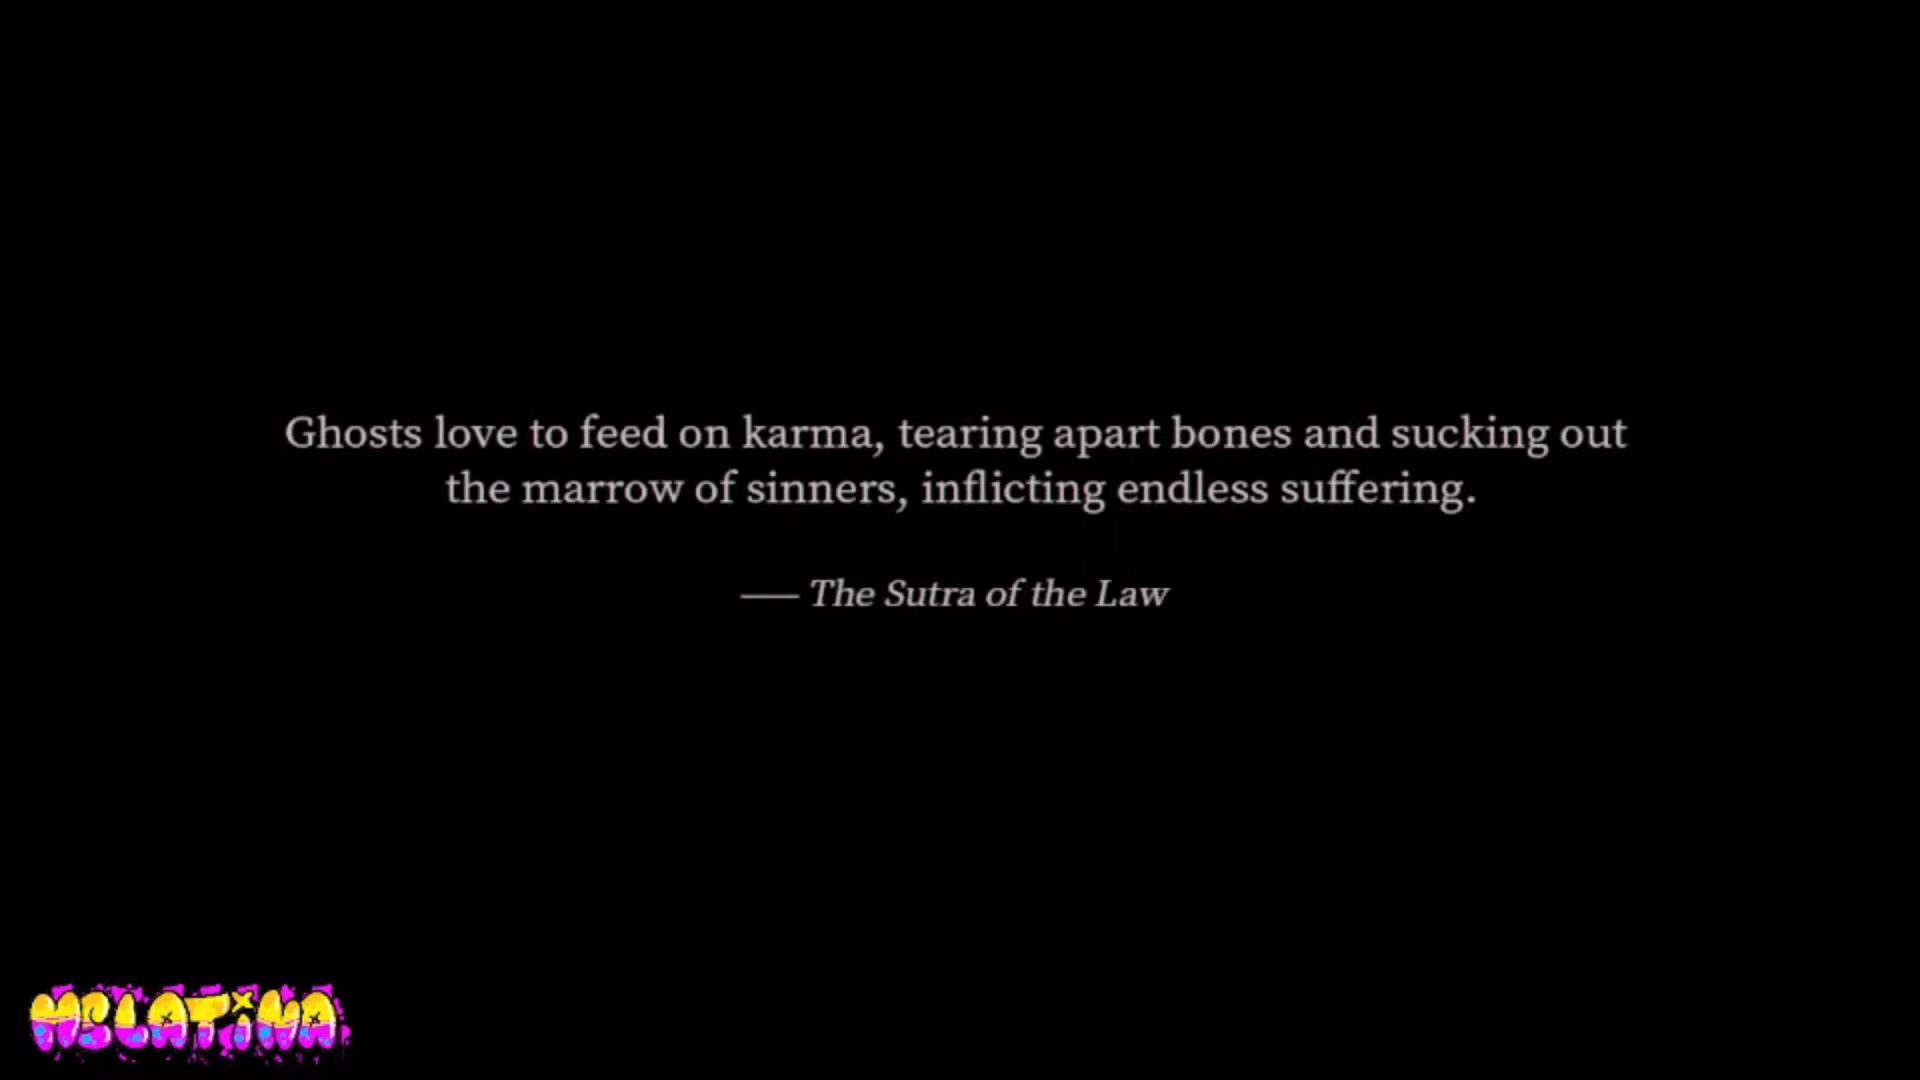 Ghosts love to feed on karma, tearing apart bones and sucking out
the marrow of sinners, inflicting endless suffering.
—— The Sutra of the Law
MELATiNA